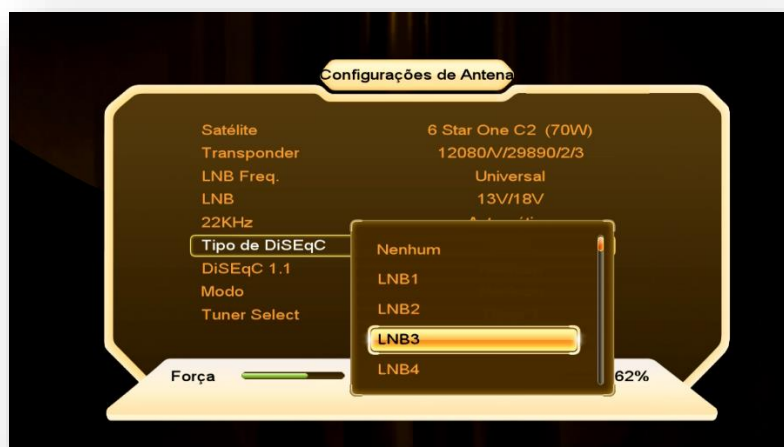 Configurações de Antena
Satélite 6 Star One C2 (70W)
Transponder 12080/V/29890/2/3
LNB Freq. Universal
LNB 13V/18V
22KHz
Tipo de DiSEqC
Nenhum
DiSEqC 1.1
LNB1
Modo
LNB2
Tuner Select
LNB3
LNB4
Força 62%